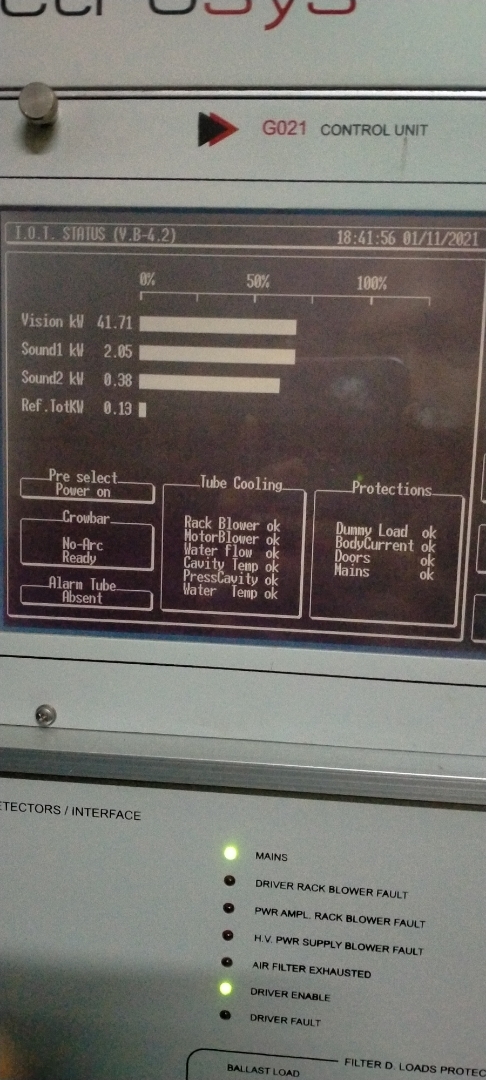 G021 CONTROL UNIT
I.O.T. STATUS (V.B-4.2) 18:41:56 01/11/2021
0% 50% 100%
Vision kW 41.71
Sound1 kW 2.05
Sound2 kW 0.38
Ref.TotKW 0.13
Pre select
Power on
Crowbar
No-Arc
Ready
Alarm Tube
Absent
Tube Cooling
Rack Blower ok
MotorBlower ok
Water flow ok
Cavity Temp ok
PressCavity ok
Water Temp ok
Protections
Dummy Load ok
BodyCurrent ok
Doors ok
Mains ok
ETECTORS / INTERFACE
MAINS
DRIVER RACK BLOWER FAULT
PWR AMPL. RACK BLOWER FAULT
H.V. PWR SUPPLY BLOWER FAULT
AIR FILTER EXHAUSTED
DRIVER ENABLE
DRIVER FAULT
FILTER D. LOADS PROTEC
BALLAST LOAD